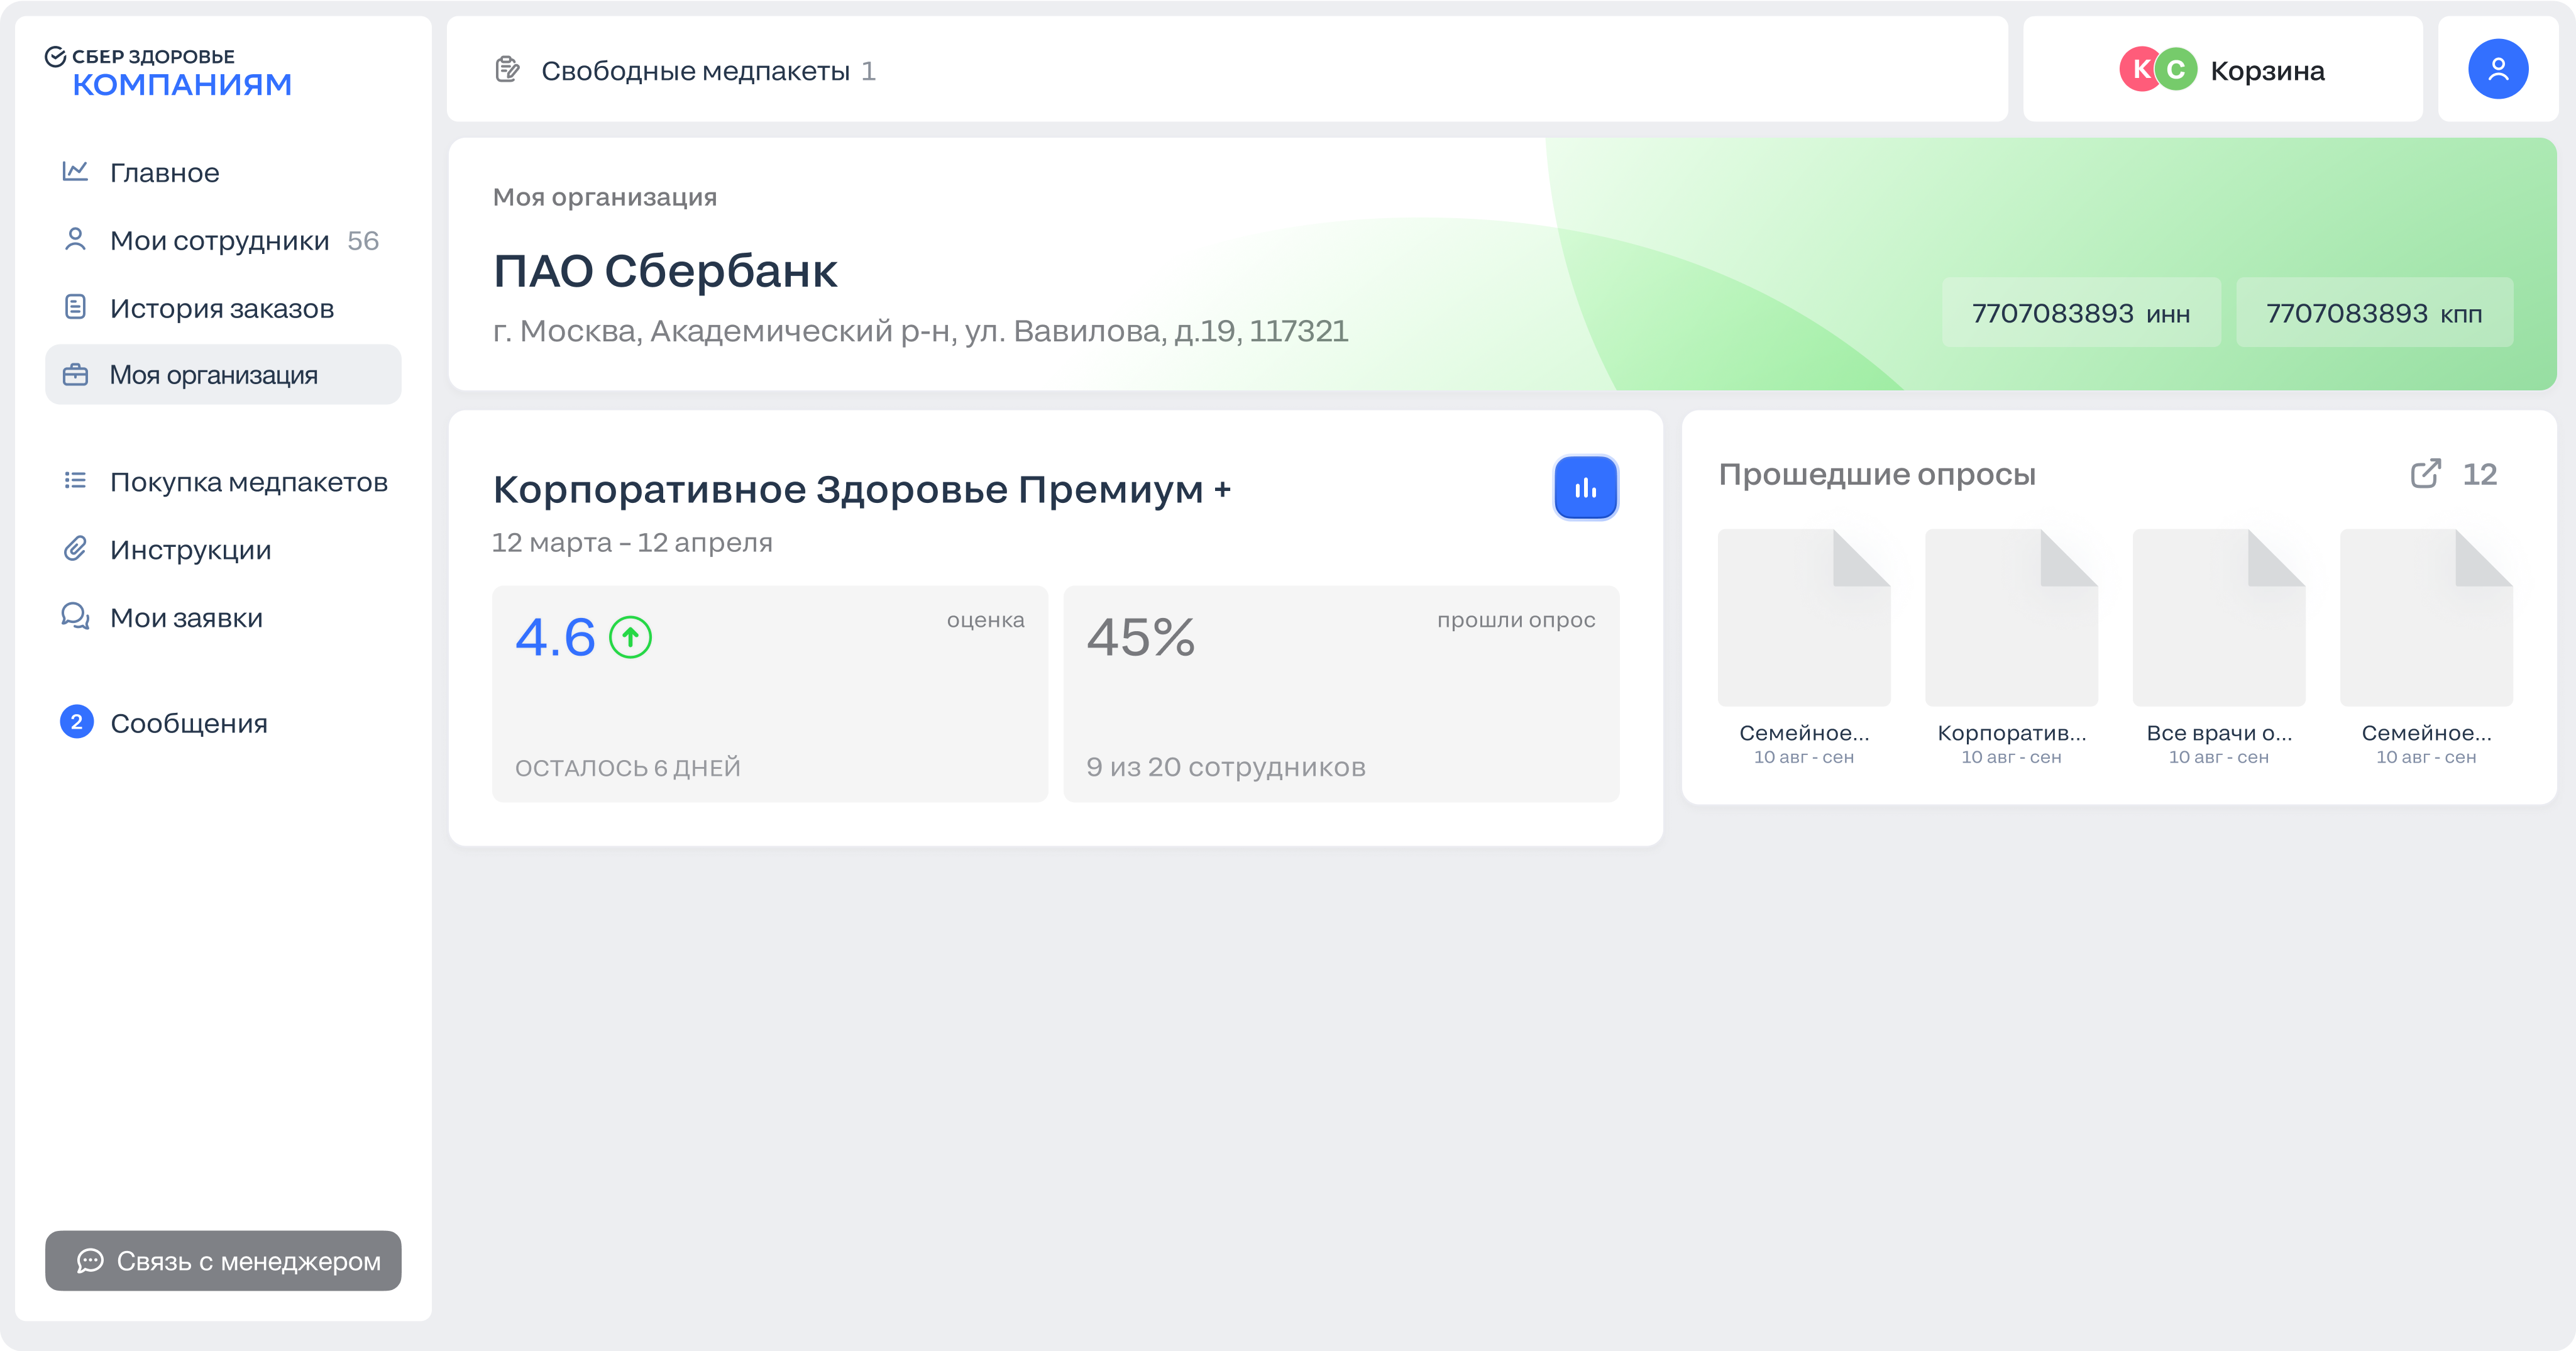 СБЕР ЗДОРОВЬЕ
КОМПАНИЯМ
Главное
Мои сотрудники 56
История заказов
Моя организация
Покупка медпакетов
Инструкции
Мои заявки
2 Сообщения
Связь с менеджером
Свободные медпакеты 1
К С Корзина
Моя организация
ПАО Сбербанк
г. Москва, Академический р-н, ул. Вавилова, д.19, 117321
7707083893 инн
7707083893 кпп
Корпоративное Здоровье Премиум +
12 марта – 12 апреля
4.6
оценка
ОСТАЛОСЬ 6 ДНЕЙ
45%
прошли опрос
9 из 20 сотрудников
Прошедшие опросы
12
Семейное...
10 авг - сен
Корпоратив...
10 авг - сен
Все врачи о...
10 авг - сен
Семейное...
10 авг - сен